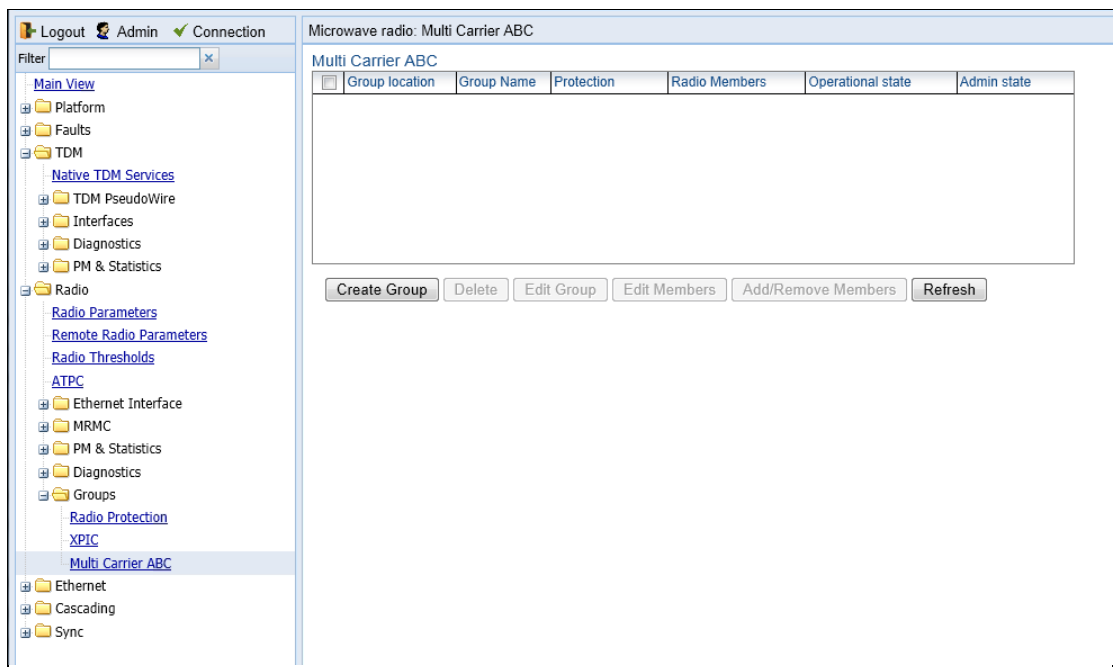 Logout Admin Connection
Filter
Main View
Platform
Faults
TDM
Native TDM Services
TDM PseudoWire
Interfaces
Diagnostics
PM & Statistics
Radio
Radio Parameters
Remote Radio Parameters
Radio Thresholds
ATPC
Ethernet Interface
MRMC
PM & Statistics
Diagnostics
Groups
Radio Protection
XPIC
Multi Carrier ABC
Ethernet
Cascading
Sync
Microwave radio: Multi Carrier ABC
Multi Carrier ABC
Group location Group Name Protection Radio Members Operational state Admin state
Create Group Delete Edit Group Edit Members Add/Remove Members Refresh